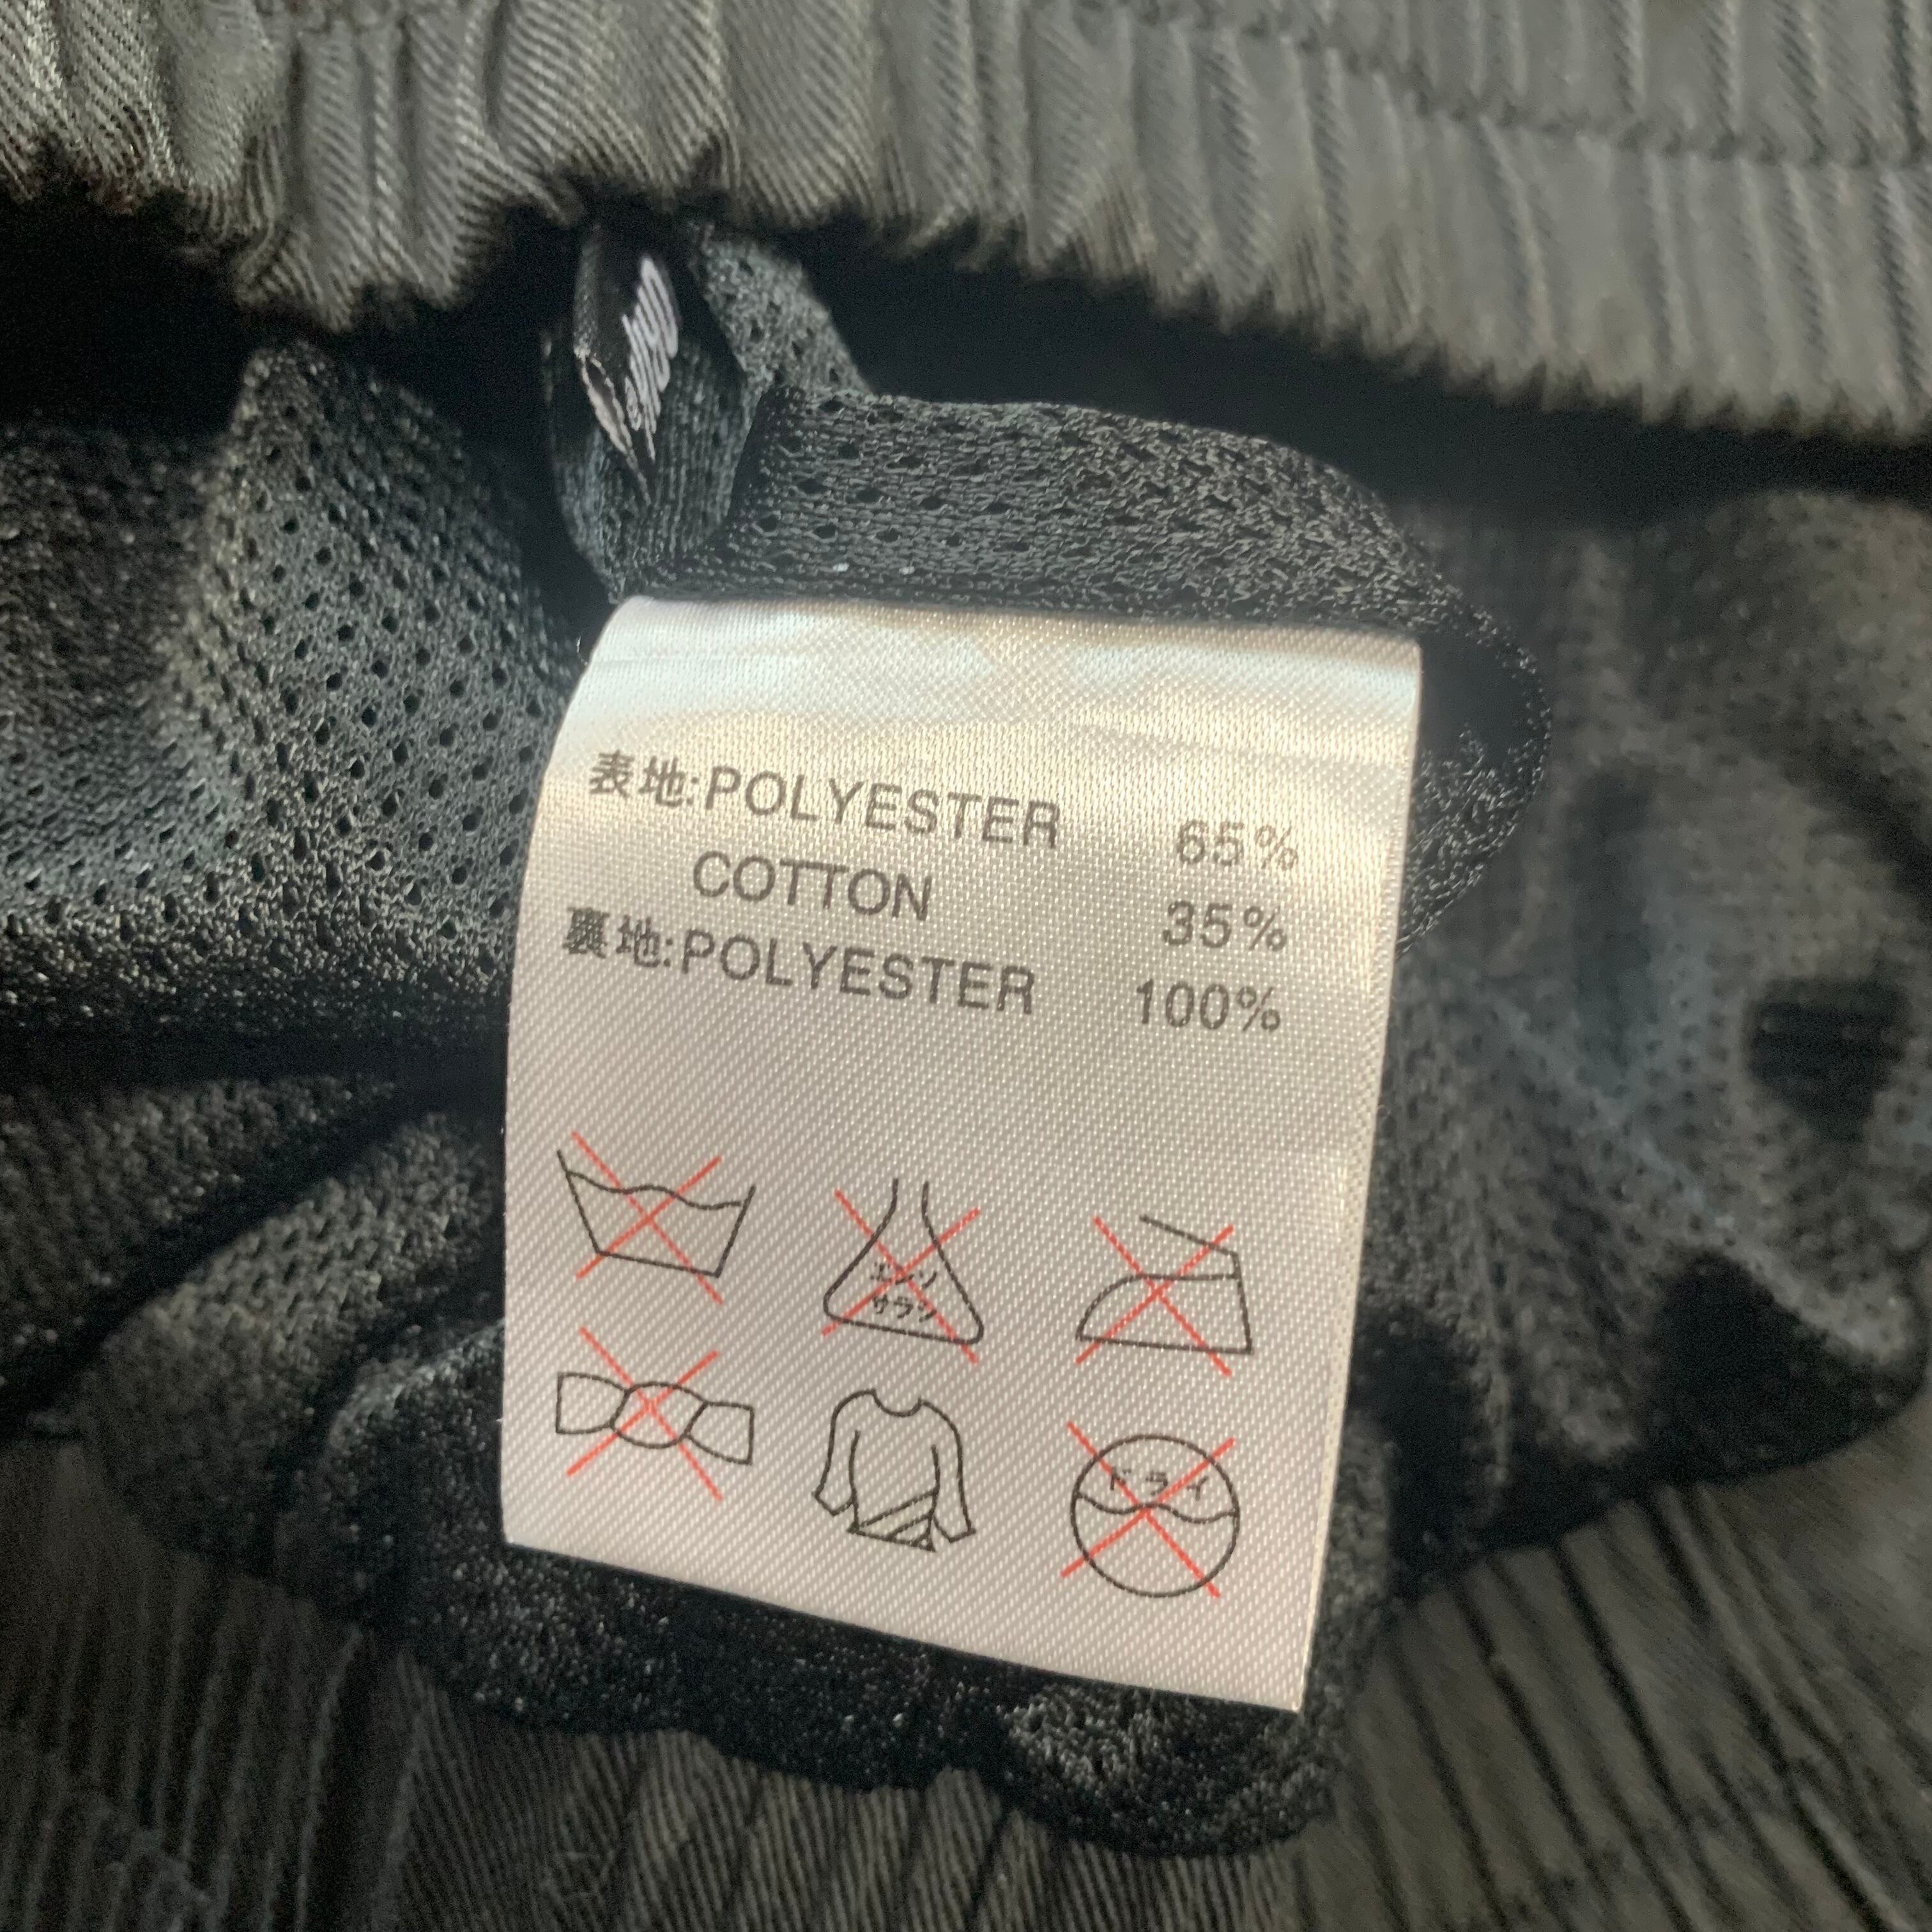 表地:POLYESTER 65%
COTTON 35%
裏地:POLYESTER 100%
エンソ
サラシ
ドライ